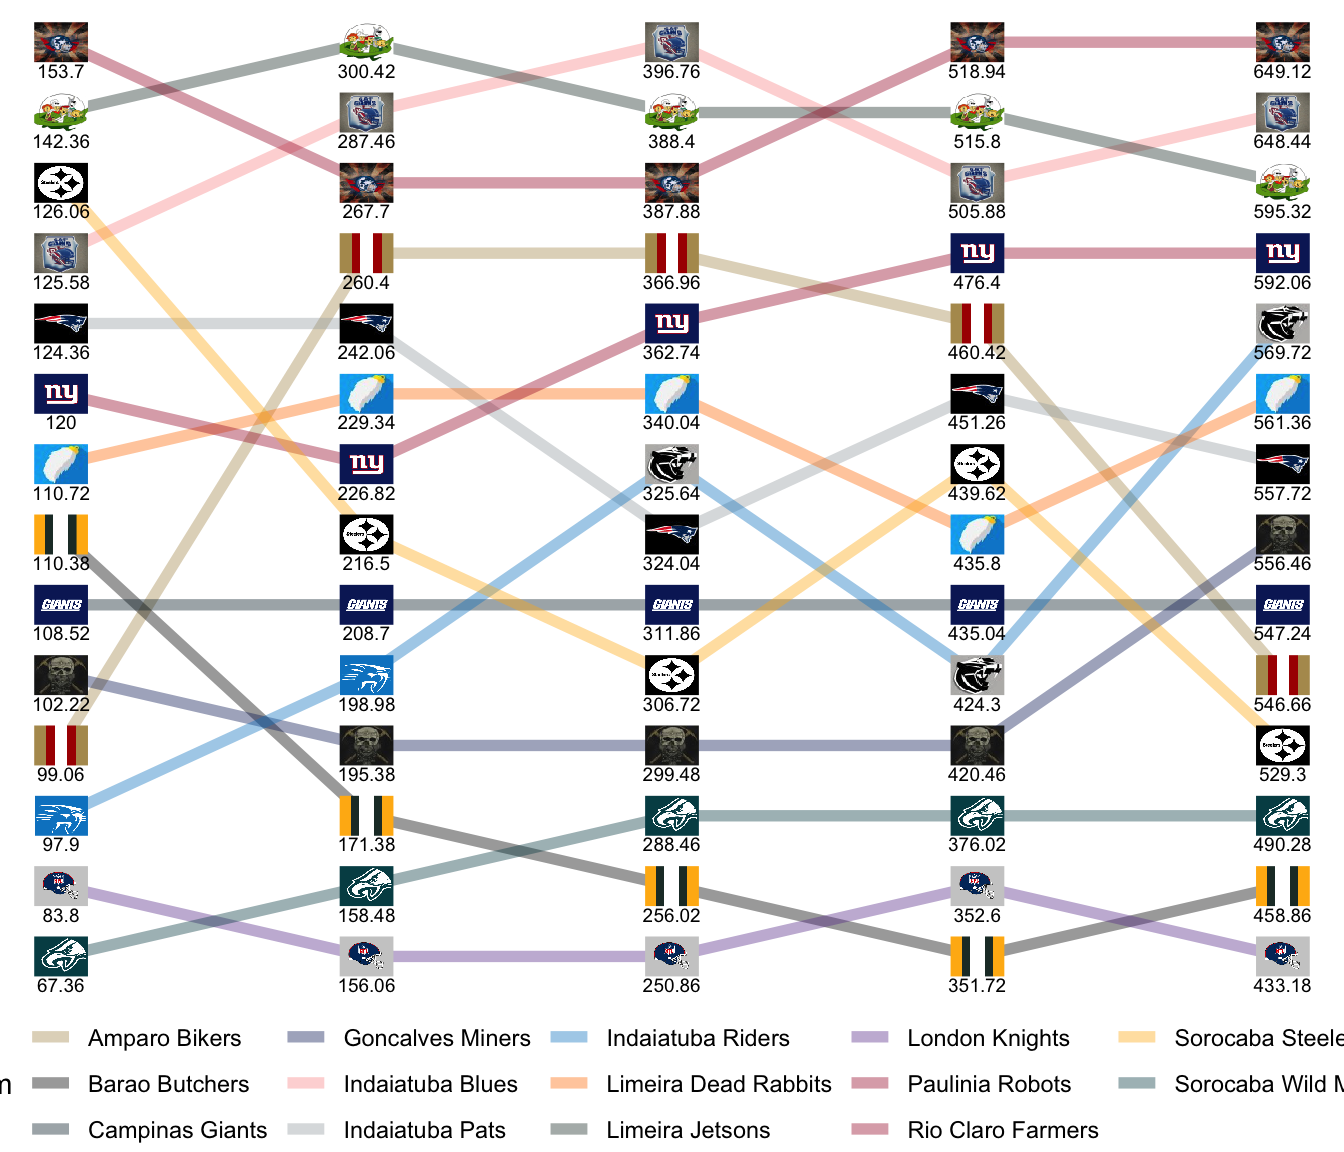 153.7 300.42 396.76 518.94 649.12
142.36 287.46 388.4 515.8 648.44
126.06 267.7 387.88 505.88 595.32
125.58 260.4 366.96 476.4 592.06
124.36 242.06 362.74 460.42 569.72
120 229.34 340.04 451.26 561.36
110.72 226.82 325.64 439.62 557.72
110.38 216.5 324.04 435.8 556.46
108.52 208.7 311.86 435.04 547.24
102.22 198.98 306.72 424.3 546.66
99.06 195.38 299.48 420.46 529.3
97.9 171.38 288.46 376.02 490.28
83.8 158.48 256.02 352.6 458.86
67.36 156.06 250.86 351.72 433.18
Amparo Bikers Goncalves Miners Indaiatuba Riders London Knights Sorocaba Steele
m Barao Butchers Indaiatuba Blues Limeira Dead Rabbits Paulinia Robots Sorocaba Wild M
Campinas Giants Indaiatuba Pats Limeira Jetsons Rio Claro Farmers